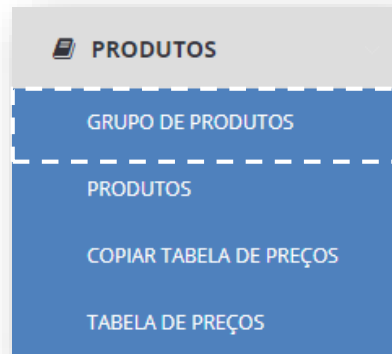 PRODUTOS
GRUPO DE PRODUTOS
PRODUTOS
COPIAR TABELA DE PREÇOS
TABELA DE PREÇOS